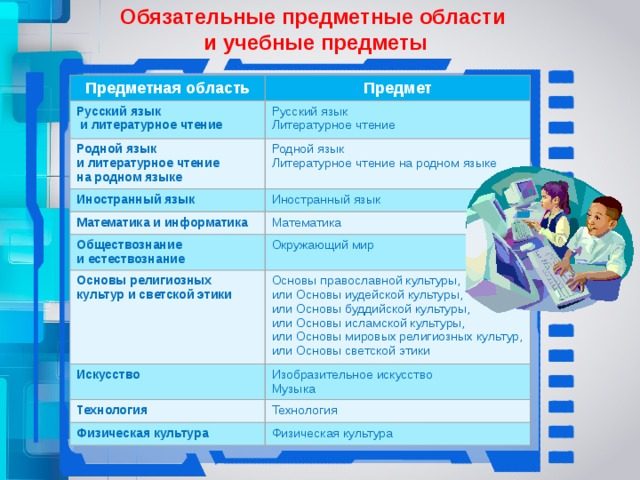 Обязательные предметные области
и учебные предметы
Предметная область
Предмет
Русский язык
и литературное чтение
Русский язык
Литературное чтение
Родной язык
и литературное чтение
на родном языке
Родной язык
Литературное чтение на родном языке
Иностранный язык
Иностранный язык
Математика и информатика
Математика
Обществознание
и естествознание
Окружающий мир
Основы религиозных
культур и светской этики
Основы православной культуры,
или Основы иудейской культуры,
или Основы буддийской культуры,
или Основы исламской культуры,
или Основы мировых религиозных культур,
или Основы светской этики
Искусство
Изобразительное искусство
Музыка
Технология
Технология
Физическая культура
Физическая культура